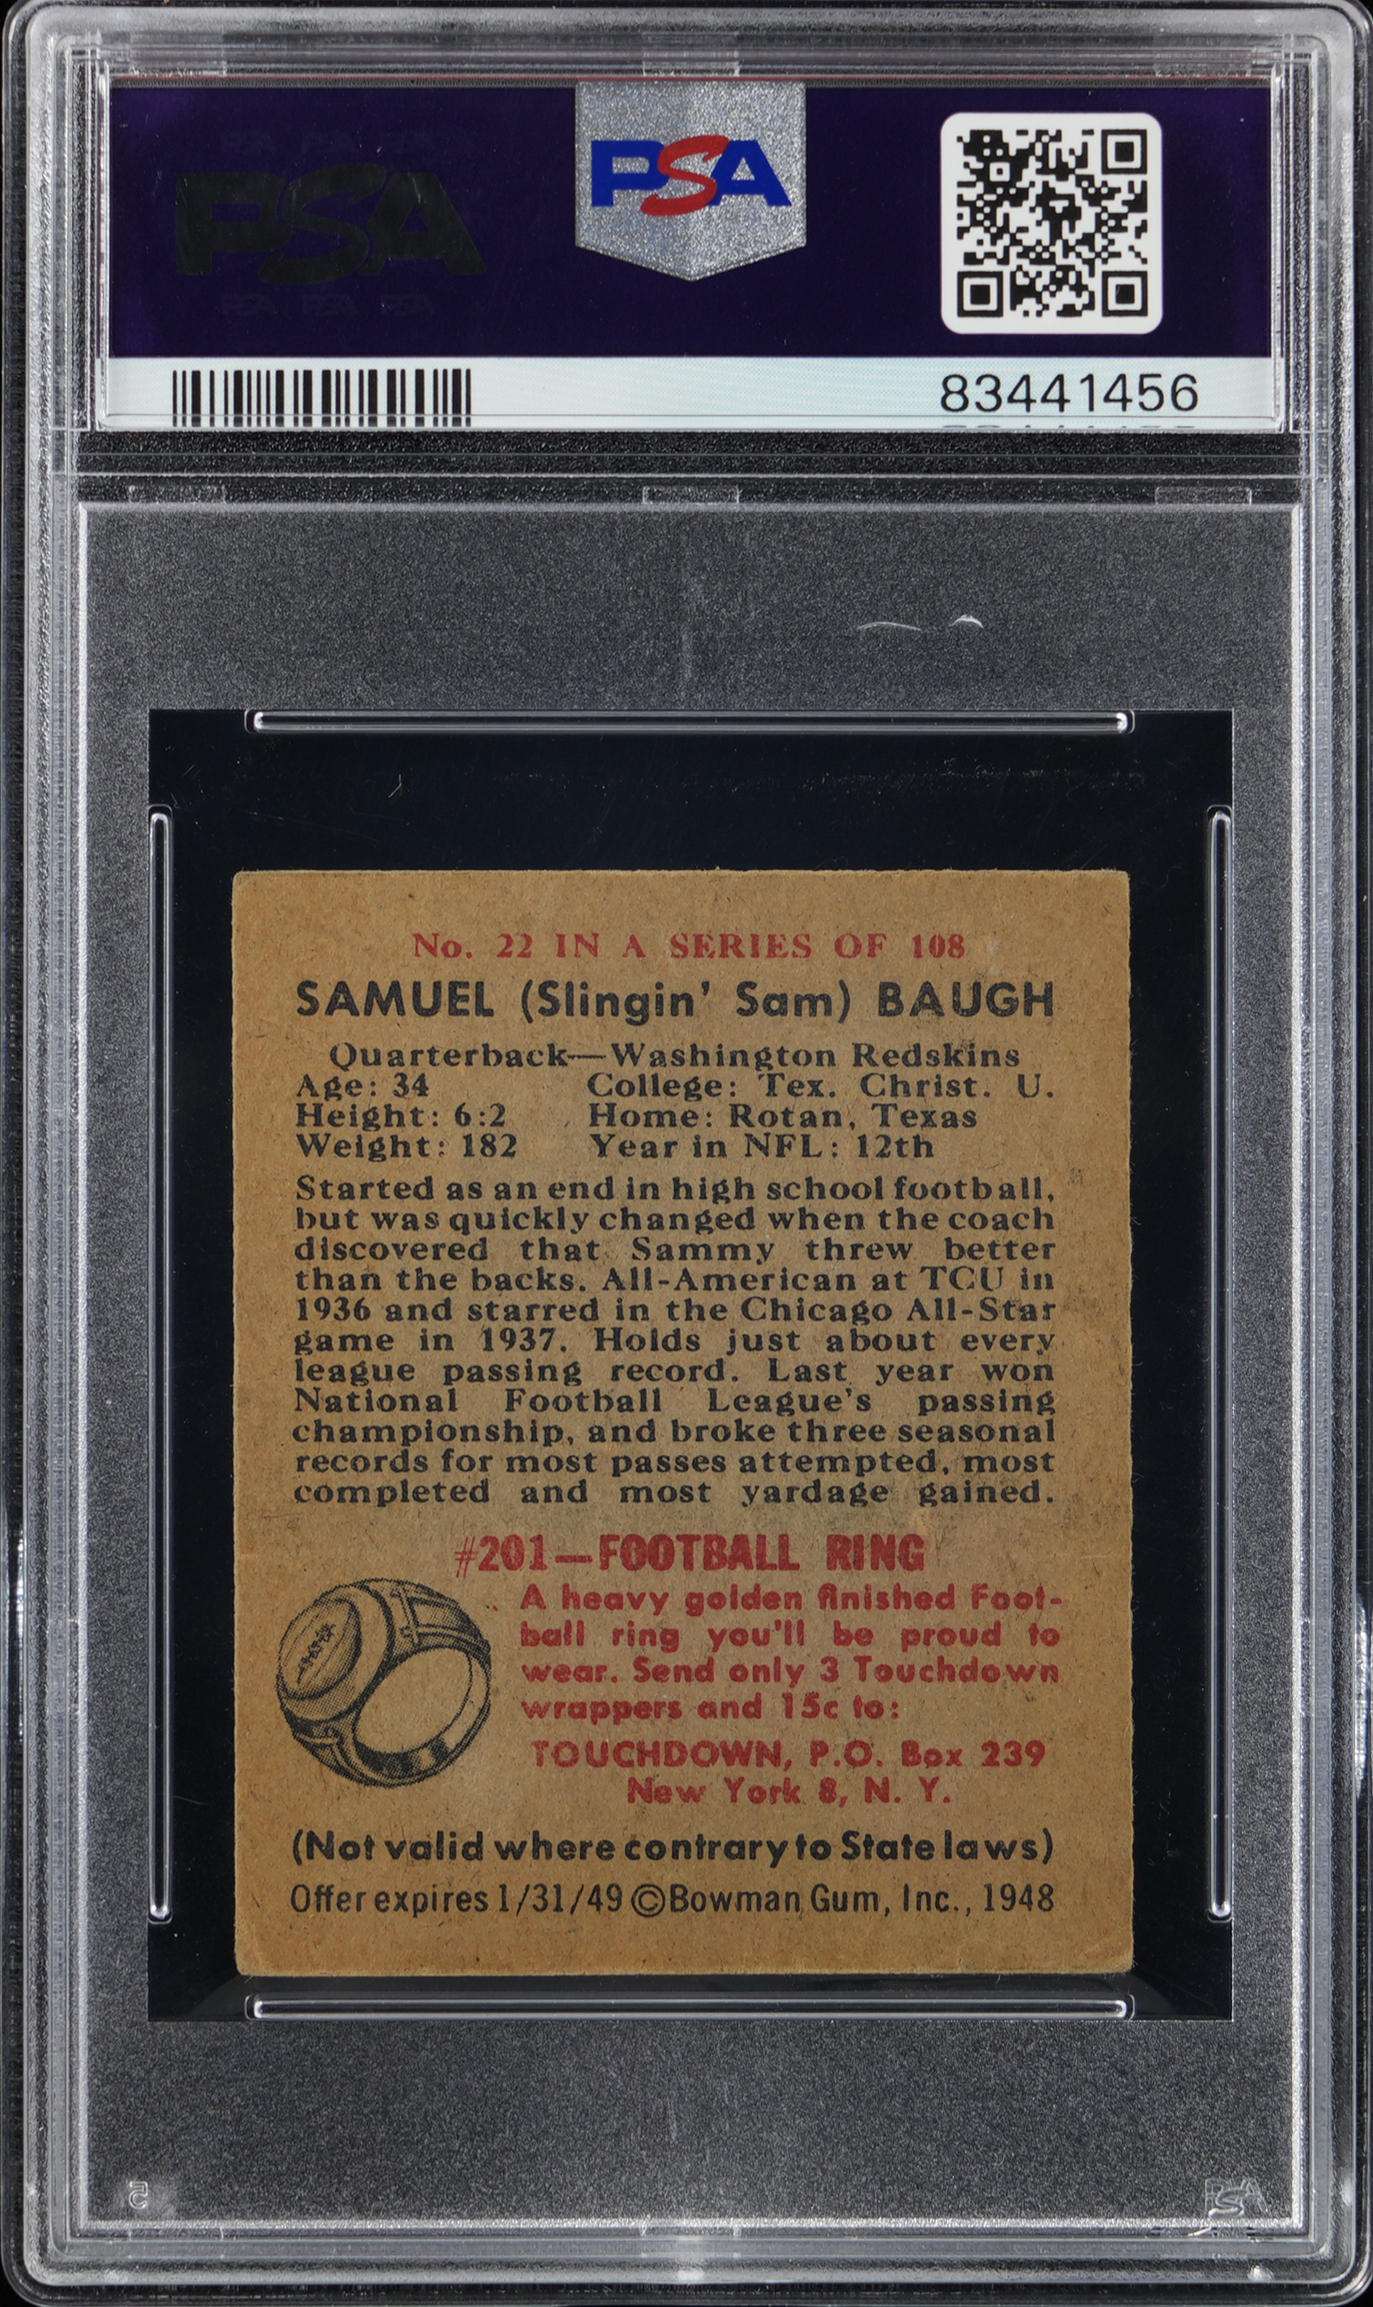 PSA
PSA
83441456
No. 22 IN A SERIES OF 108
SAMUEL (Slingin' Sam) BAUGH
Quarterback—Washington Redskins
Age: 34 College: Tex. Christ. U.
Height: 6:2 Home: Rotan, Texas
Weight: 182 Year in NFL: 12th
Started as an end in high school football,
but was quickly changed when the coach
discovered that Sammy threw better
than the backs. All-American at TCU in
1936 and starred in the Chicago All-Star
game in 1937. Holds just about every
league passing record. Last year won
National Football League's passing
championship, and broke three seasonal
records for most passes attempted, most
completed and most yardage gained.
#201—FOOTBALL RING
A heavy golden finished Foot-
ball ring you'll be proud to
wear. Send only 3 Touchdown
wrappers and 15c to:
TOUCHDOWN, P.O. Box 239
New York 8, N. Y.
(Not valid where contrary to State laws)
Offer expires 1/31/49 ©Bowman Gum, Inc., 1948
PSA